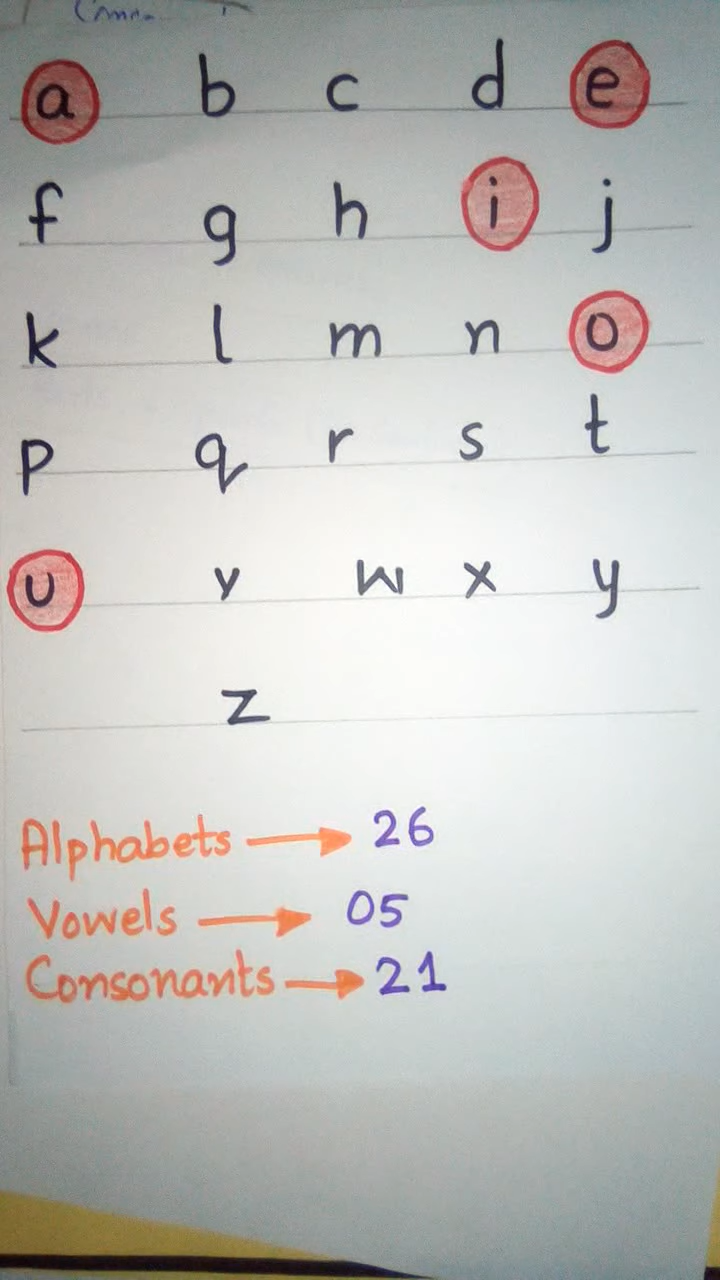 a b c d e
f g h i j
k l m n o
p q r s t
u v w x y
z
Alphabets → 26
Vowels → 05
Consonants → 21